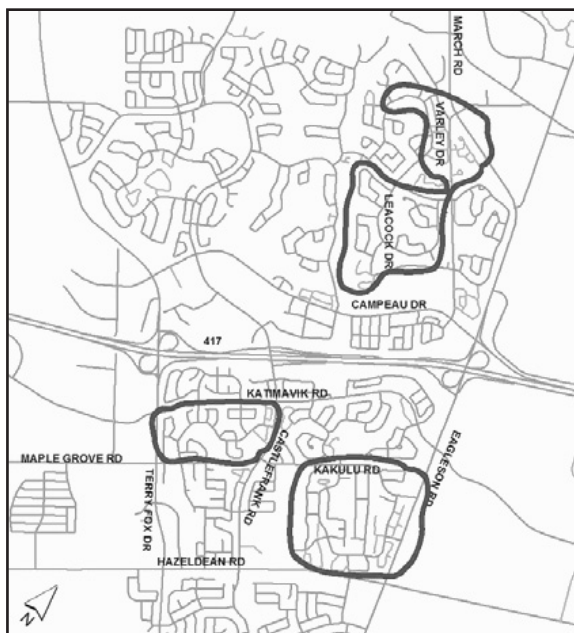 MARCH RD
VARLEY DR
LEACOCK DR
CAMPEAU DR
417
KATIMAVIK RD
CASTLEFRANK RD
MAPLE GROVE RD
KAKULU RD
EAGLESON RD
TERRY FOX DR
HAZELDEAN RD
N